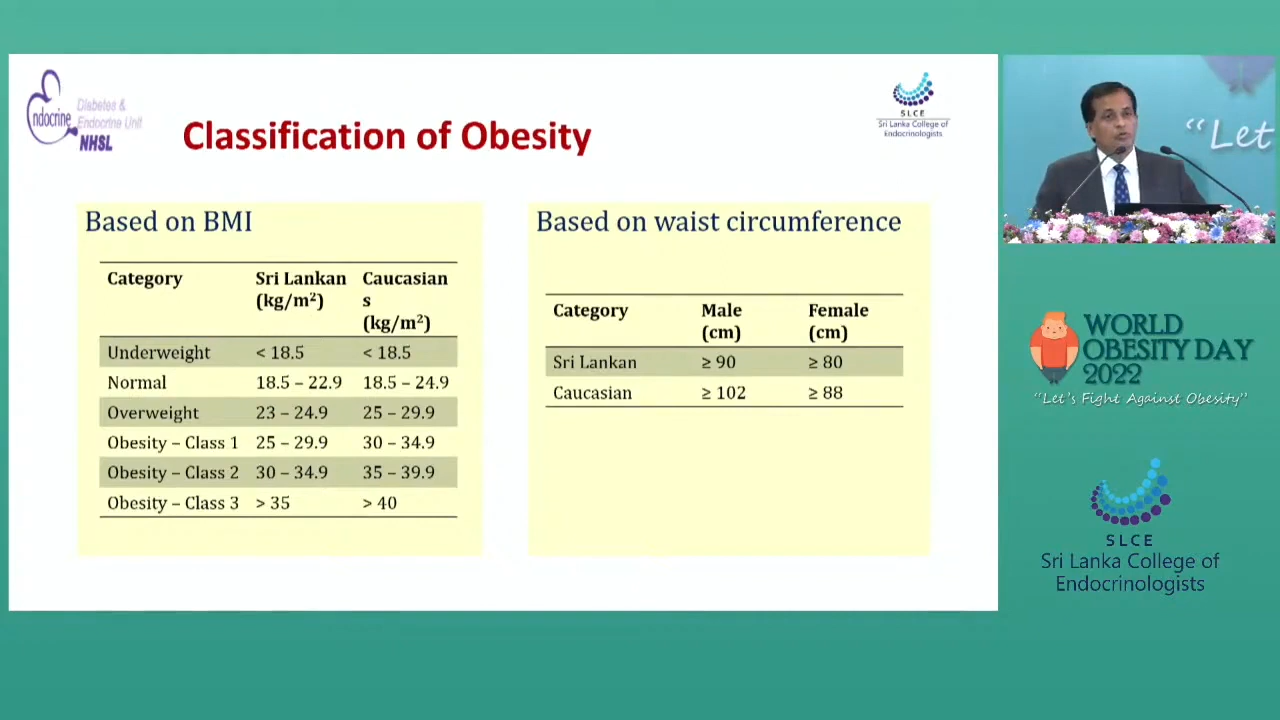 Endocrine
Diabetes &
Endocrine Unit
NHSL
Classification of Obesity
SLCE
Sri Lanka College of
Endocrinologists
Based on BMI
Category Sri Lankan (kg/m²) Caucasians (kg/m²)
Underweight < 18.5 < 18.5
Normal 18.5 – 22.9 18.5 – 24.9
Overweight 23 – 24.9 25 – 29.9
Obesity – Class 1 25 – 29.9 30 – 34.9
Obesity – Class 2 30 – 34.9 35 – 39.9
Obesity – Class 3 > 35 > 40
Based on waist circumference
Category Male (cm) Female (cm)
Sri Lankan ≥ 90 ≥ 80
Caucasian ≥ 102 ≥ 88
“Let
WORLD
OBESITY DAY
2022
“Let’s Fight Against Obesity”
SLCE
Sri Lanka College of
Endocrinologists